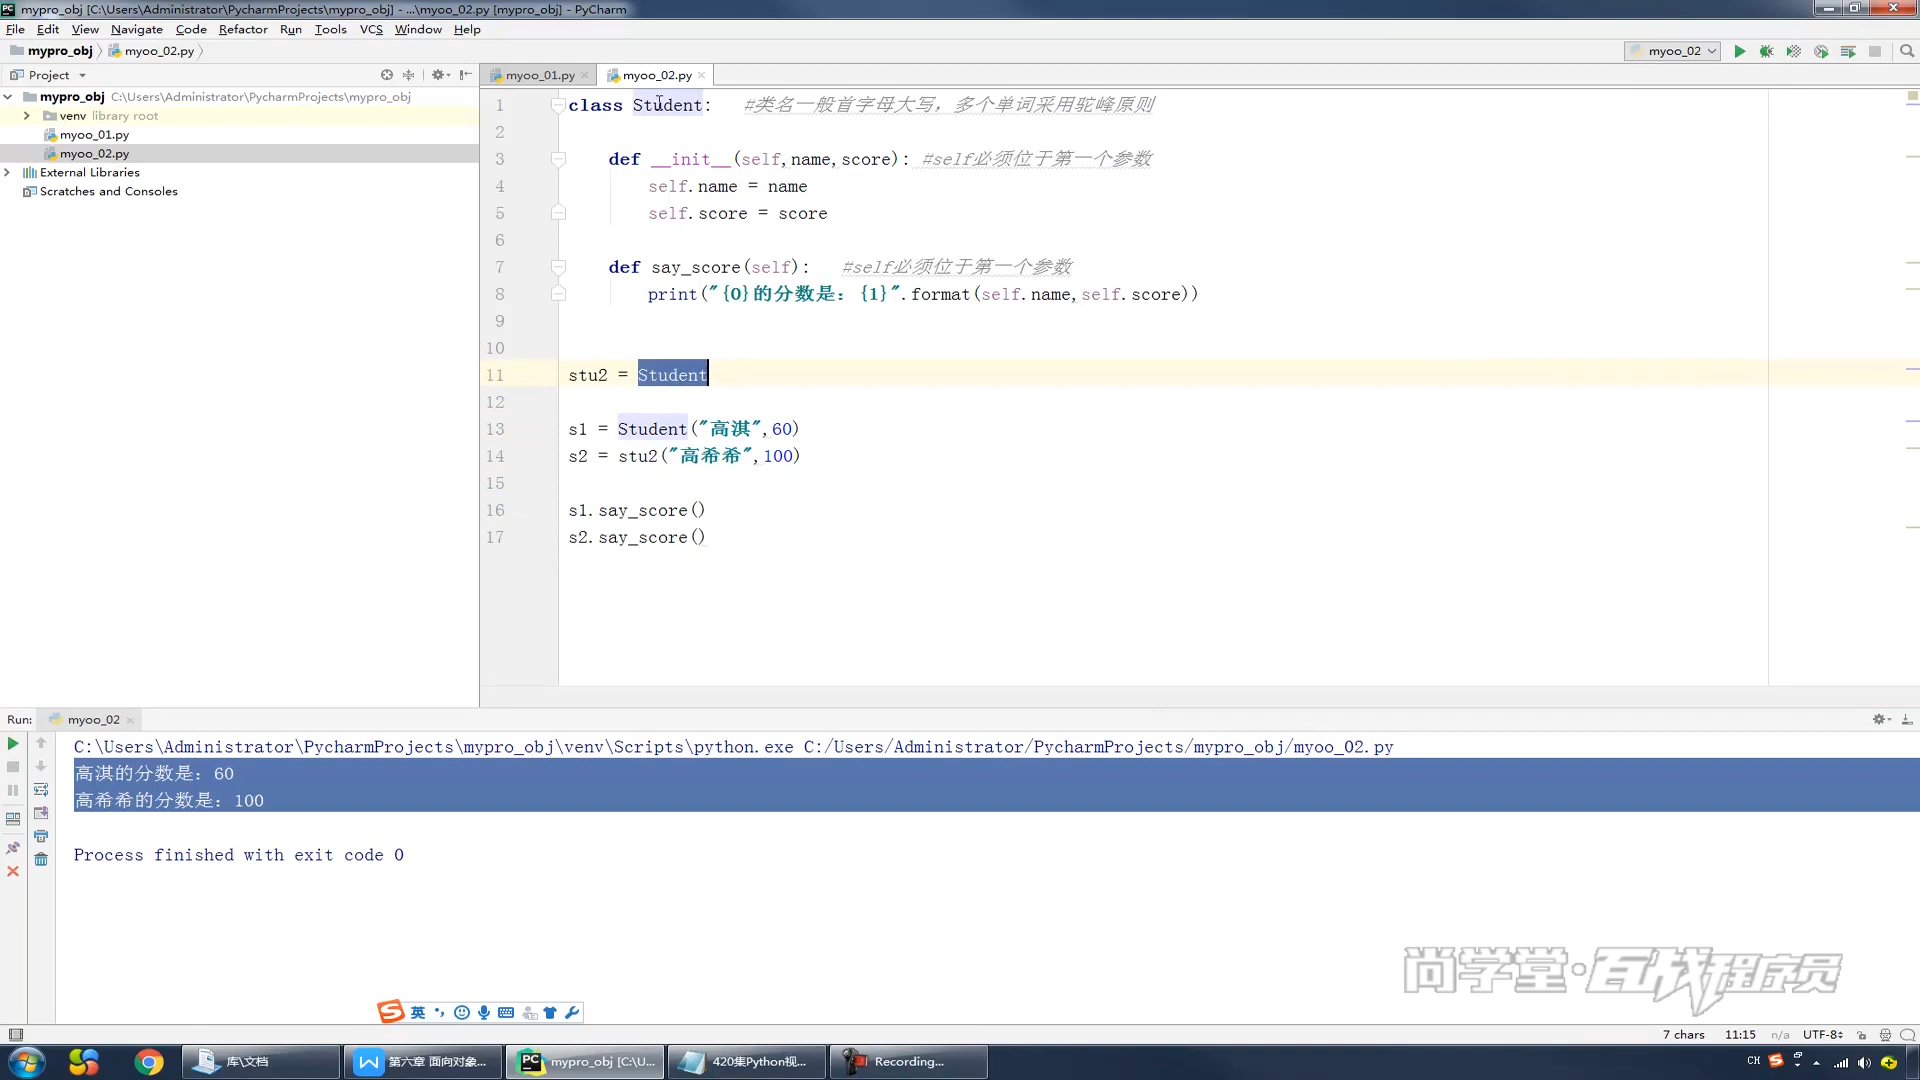 mypro_obj [C:\Users\Administrator\PycharmProjects\mypro_obj] - ...\myoo_02.py [mypro_obj] - PyCharm
File Edit View Navigate Code Refactor Run Tools VCS Window Help
mypro_obj myoo_02.py
myoo_02
Project
myoo_01.py myoo_02.py
mypro_obj C:\Users\Administrator\PycharmProjects\mypro_obj
venv library root
myoo_01.py
myoo_02.py
External Libraries
Scratches and Consoles
1 class Student: #类名一般首字母大写，多个单词采用驼峰原则
2
3 def __init__(self,name,score): #self必须位于第一个参数
4 self.name = name
5 self.score = score
6
7 def say_score(self): #self必须位于第一个参数
8 print("{0}的分数是：{1}".format(self.name,self.score))
9
10
11 stu2 = Student
12
13 s1 = Student("高淇",60)
14 s2 = stu2("高希希",100)
15
16 s1.say_score()
17 s2.say_score()
Run: myoo_02
C:\Users\Administrator\PycharmProjects\mypro_obj\venv\Scripts\python.exe C:/Users/Administrator/PycharmProjects/mypro_obj/myoo_02.py
高淇的分数是：60
高希希的分数是：100
Process finished with exit code 0
尚学堂·百战程序员
英
7 chars 11:15 n/a UTF-8
库\文档 第六章 面向对象... mypro_obj [C:\U... 420集Python视... Recording...
CH